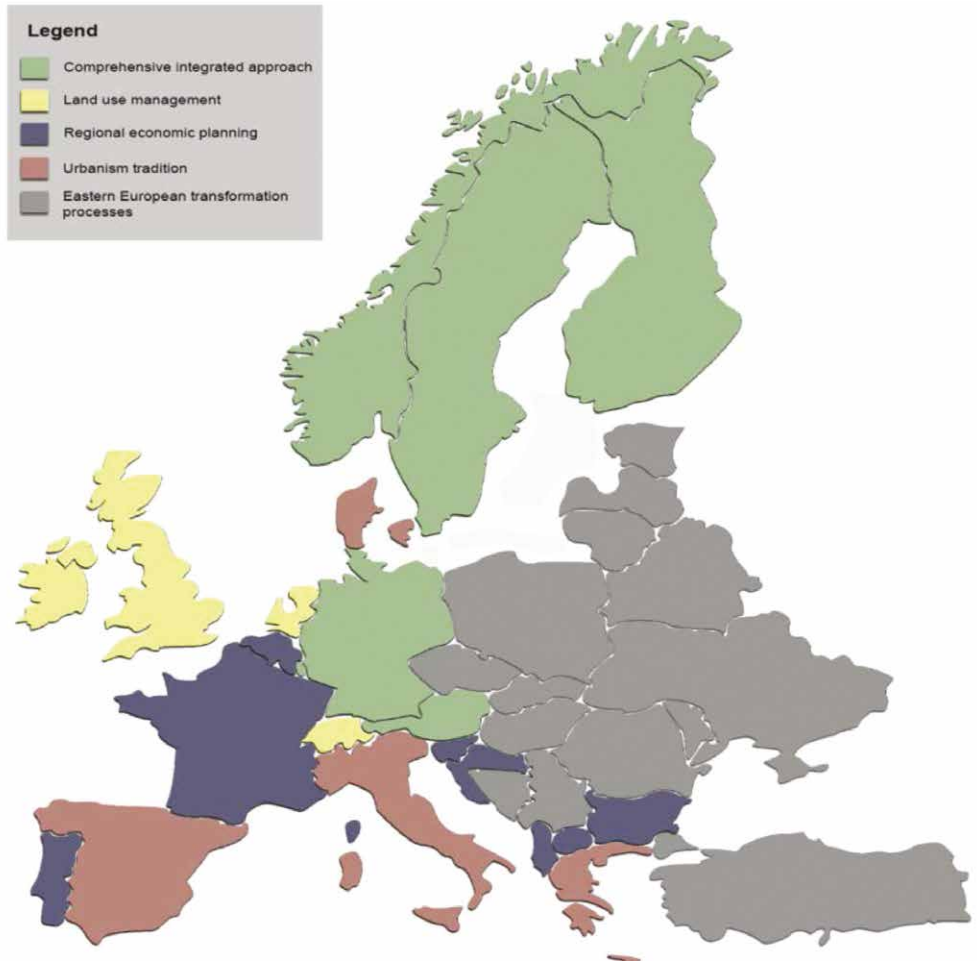 Legend
Comprehensive integrated approach
Land use management
Regional economic planning
Urbanism tradition
Eastern European transformation
processes